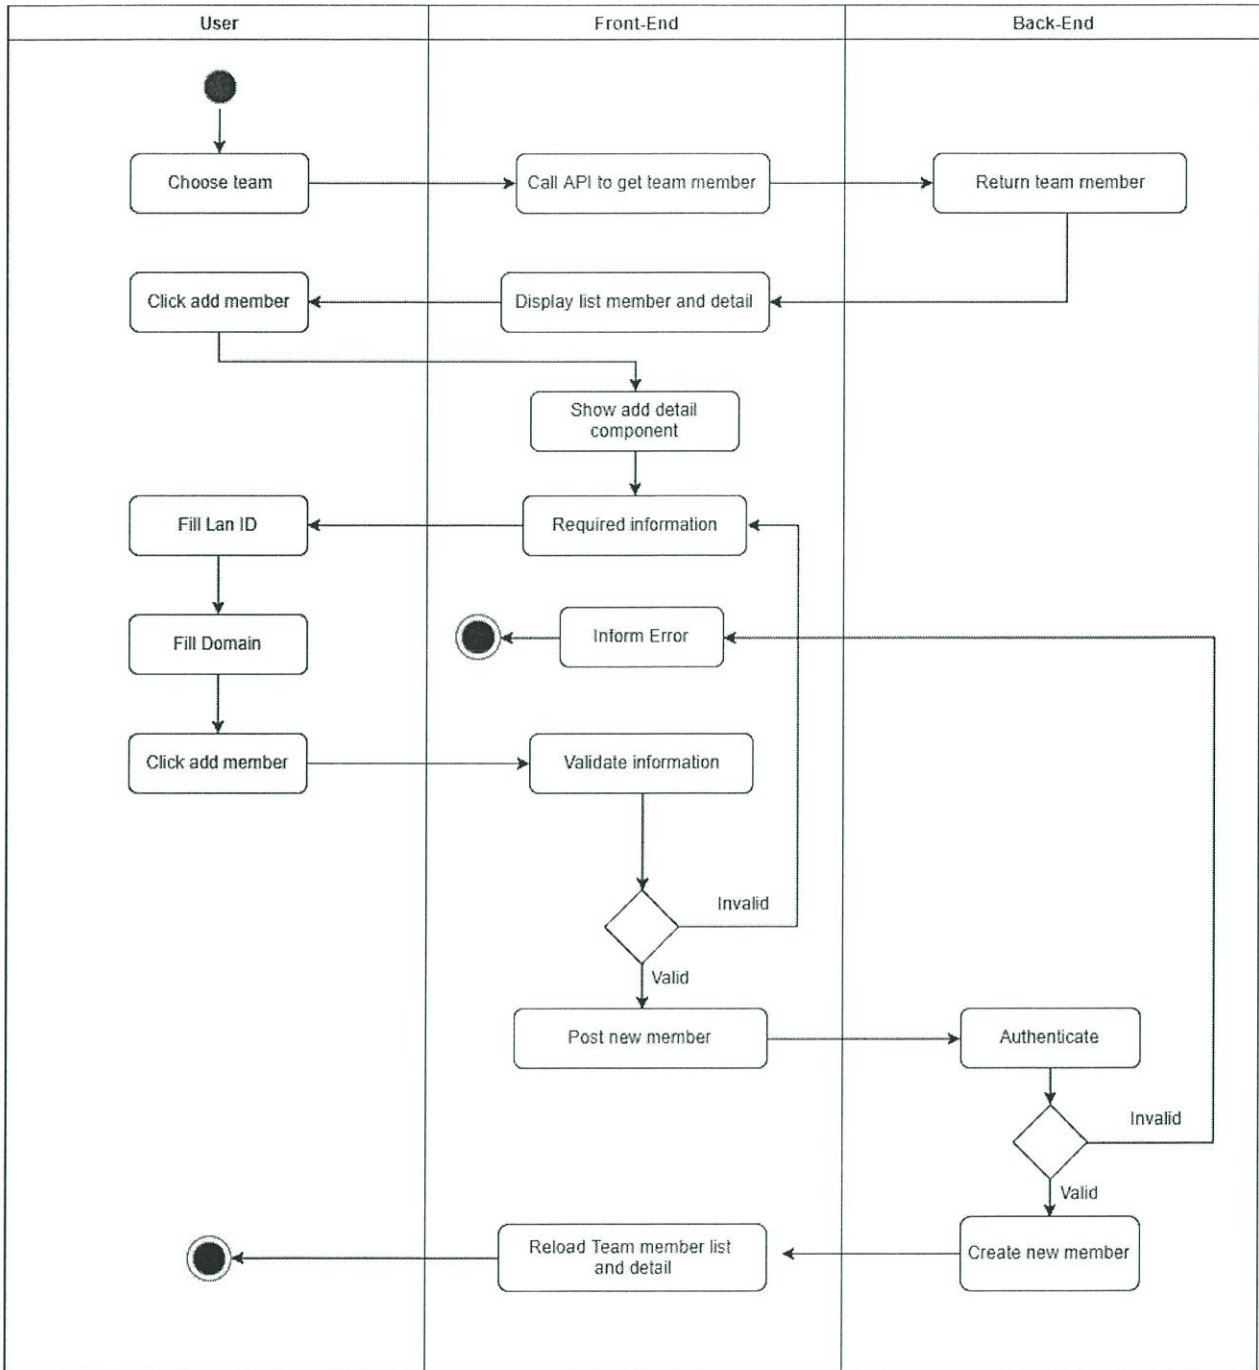 User
Front-End
Back-End
Choose team
Call API to get team member
Return team member
Click add member
Display list member and detail
Show add detail
component
Fill Lan ID
Required information
Fill Domain
Inform Error
Click add member
Validate information
Invalid
Valid
Post new member
Authenticate
Invalid
Valid
Reload Team member list
and detail
Create new member